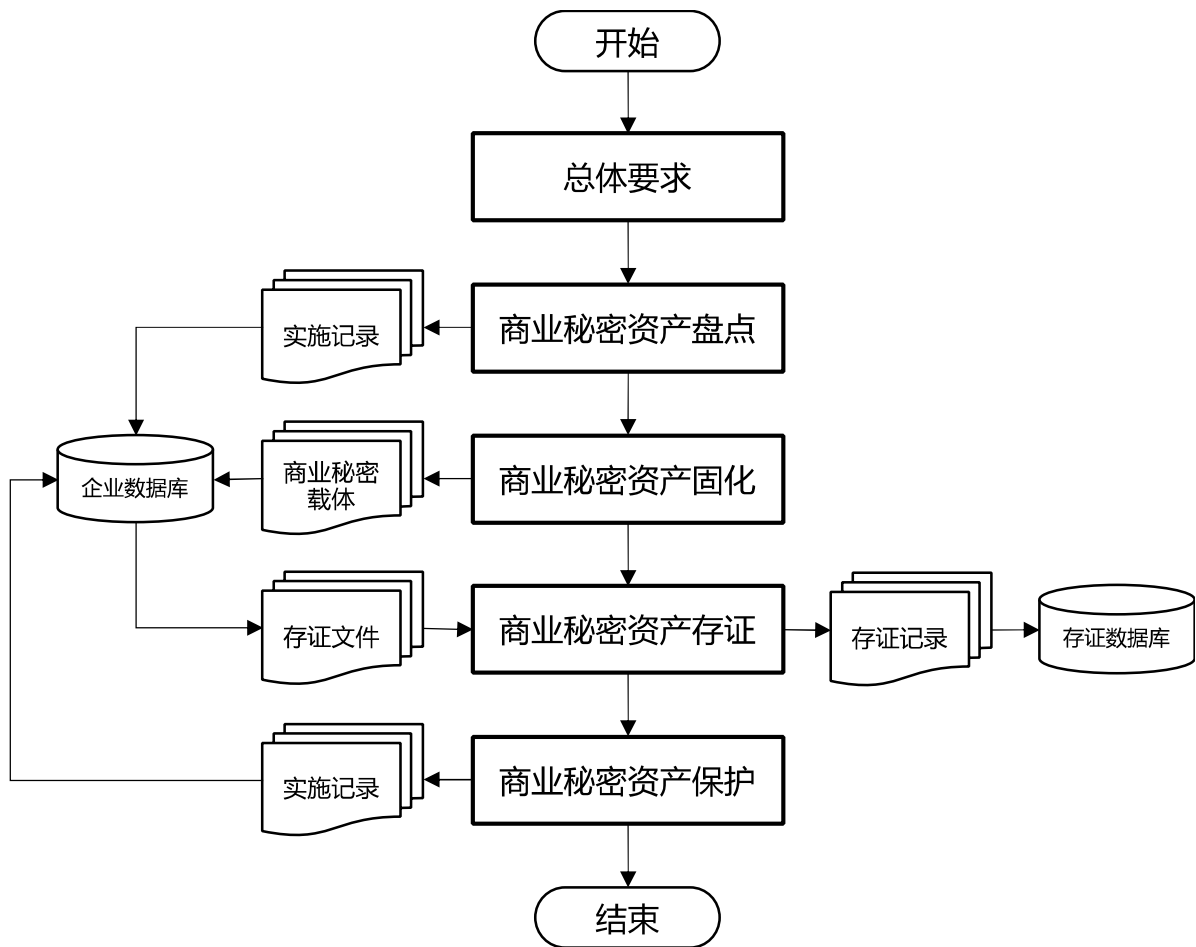 开始
总体要求
实施记录
商业秘密资产盘点
企业数据库
商业秘密
载体
商业秘密资产固化
存证文件
商业秘密资产存证
存证记录
存证数据库
实施记录
商业秘密资产保护
结束